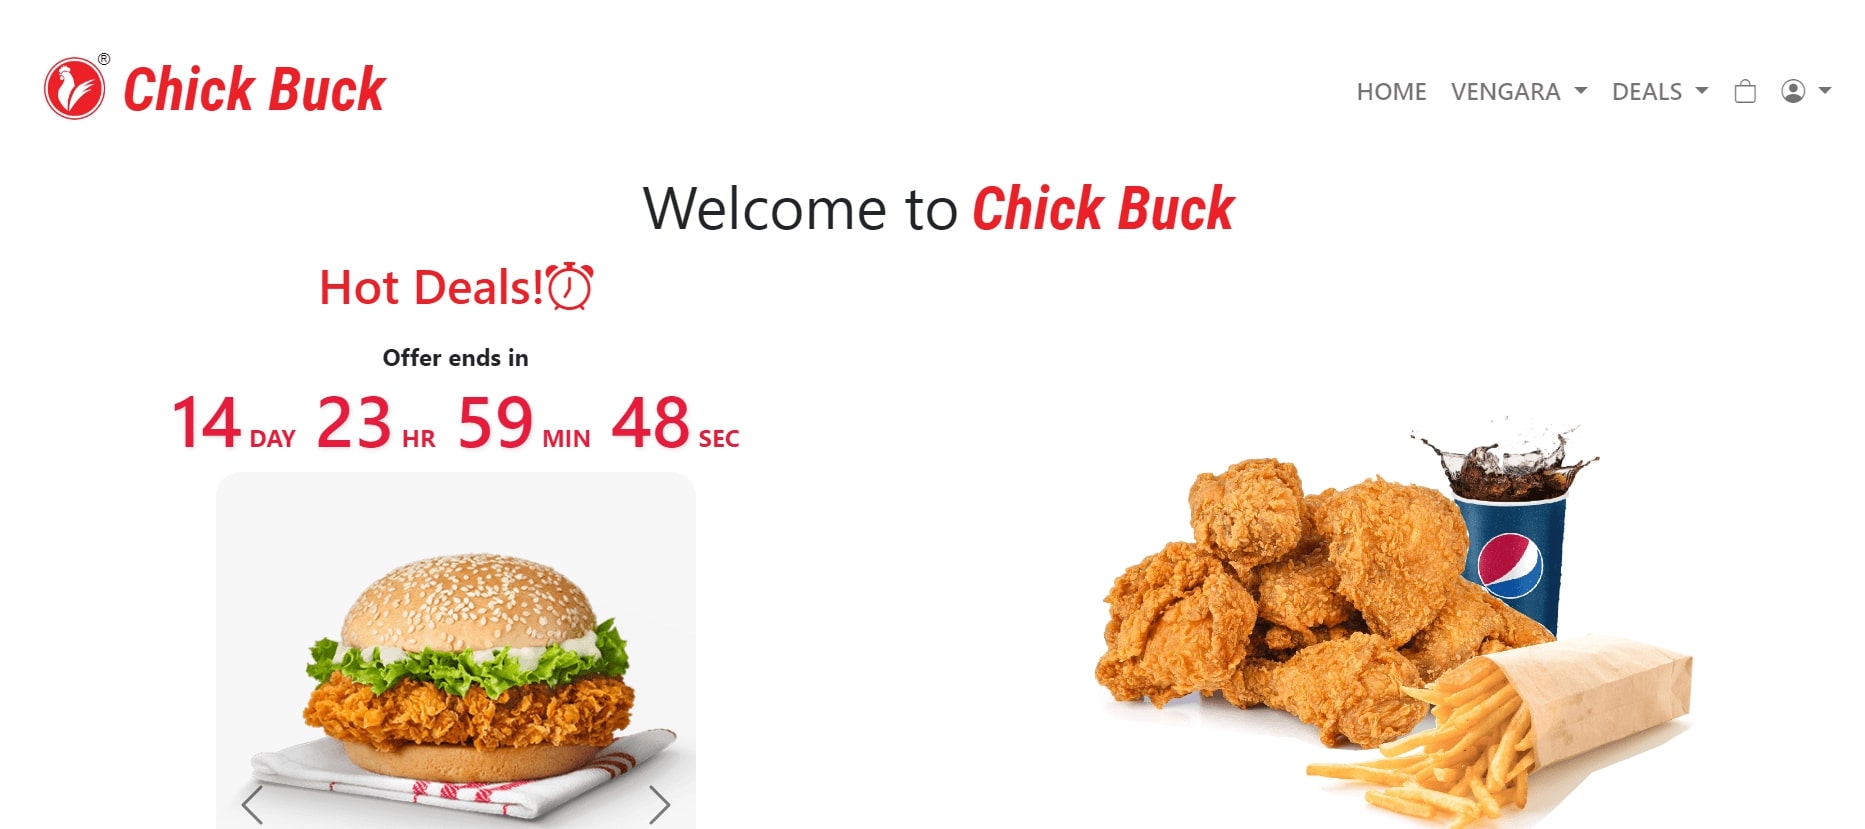 ® Chick Buck
HOME VENGARA DEALS
Welcome to Chick Buck
Hot Deals!
Offer ends in
14 DAY 23 HR 59 MIN 48 SEC